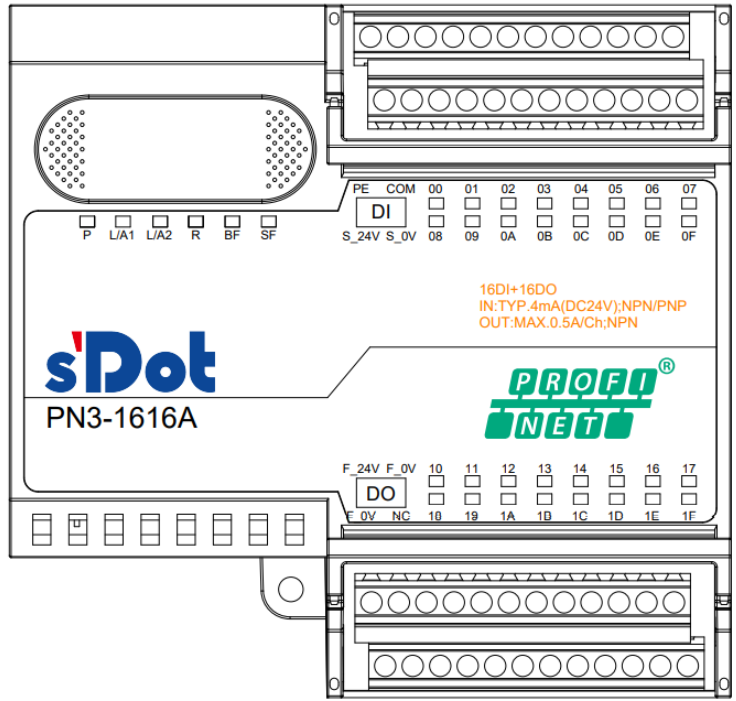 PE COM 00 01 02 03 04 05 06 07
DI
S_24V S_0V 08 09 0A 0B 0C 0D 0E 0F
P L/A1 L/A2 R BF SF
16DI+16DO
IN:TYP.4mA(DC24V);NPN/PNP
OUT:MAX.0.5A/Ch;NPN
s'Dot
PN3-1616A
PROFI®
NET
F_24V F_0V 10 11 12 13 14 15 16 17
DO
F_0V NC 18 19 1A 1B 1C 1D 1E 1F